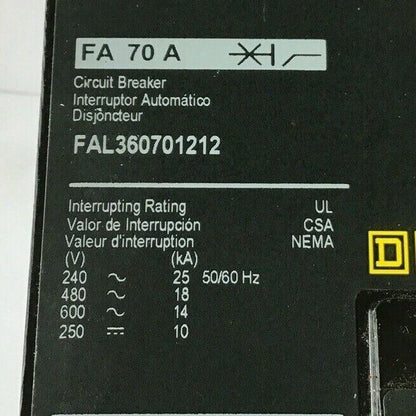 FA 70 A
Circuit Breaker
Interruptor Automático
Disjoncteur
FAL360701212
Interrupting Rating UL
Valor de Interrupción CSA
Valeur d'interruption NEMA
(V) (kA)
240 ~ 25 50/60 Hz
480 ~ 18
600 ~ 14
250 ⎓ 10
D